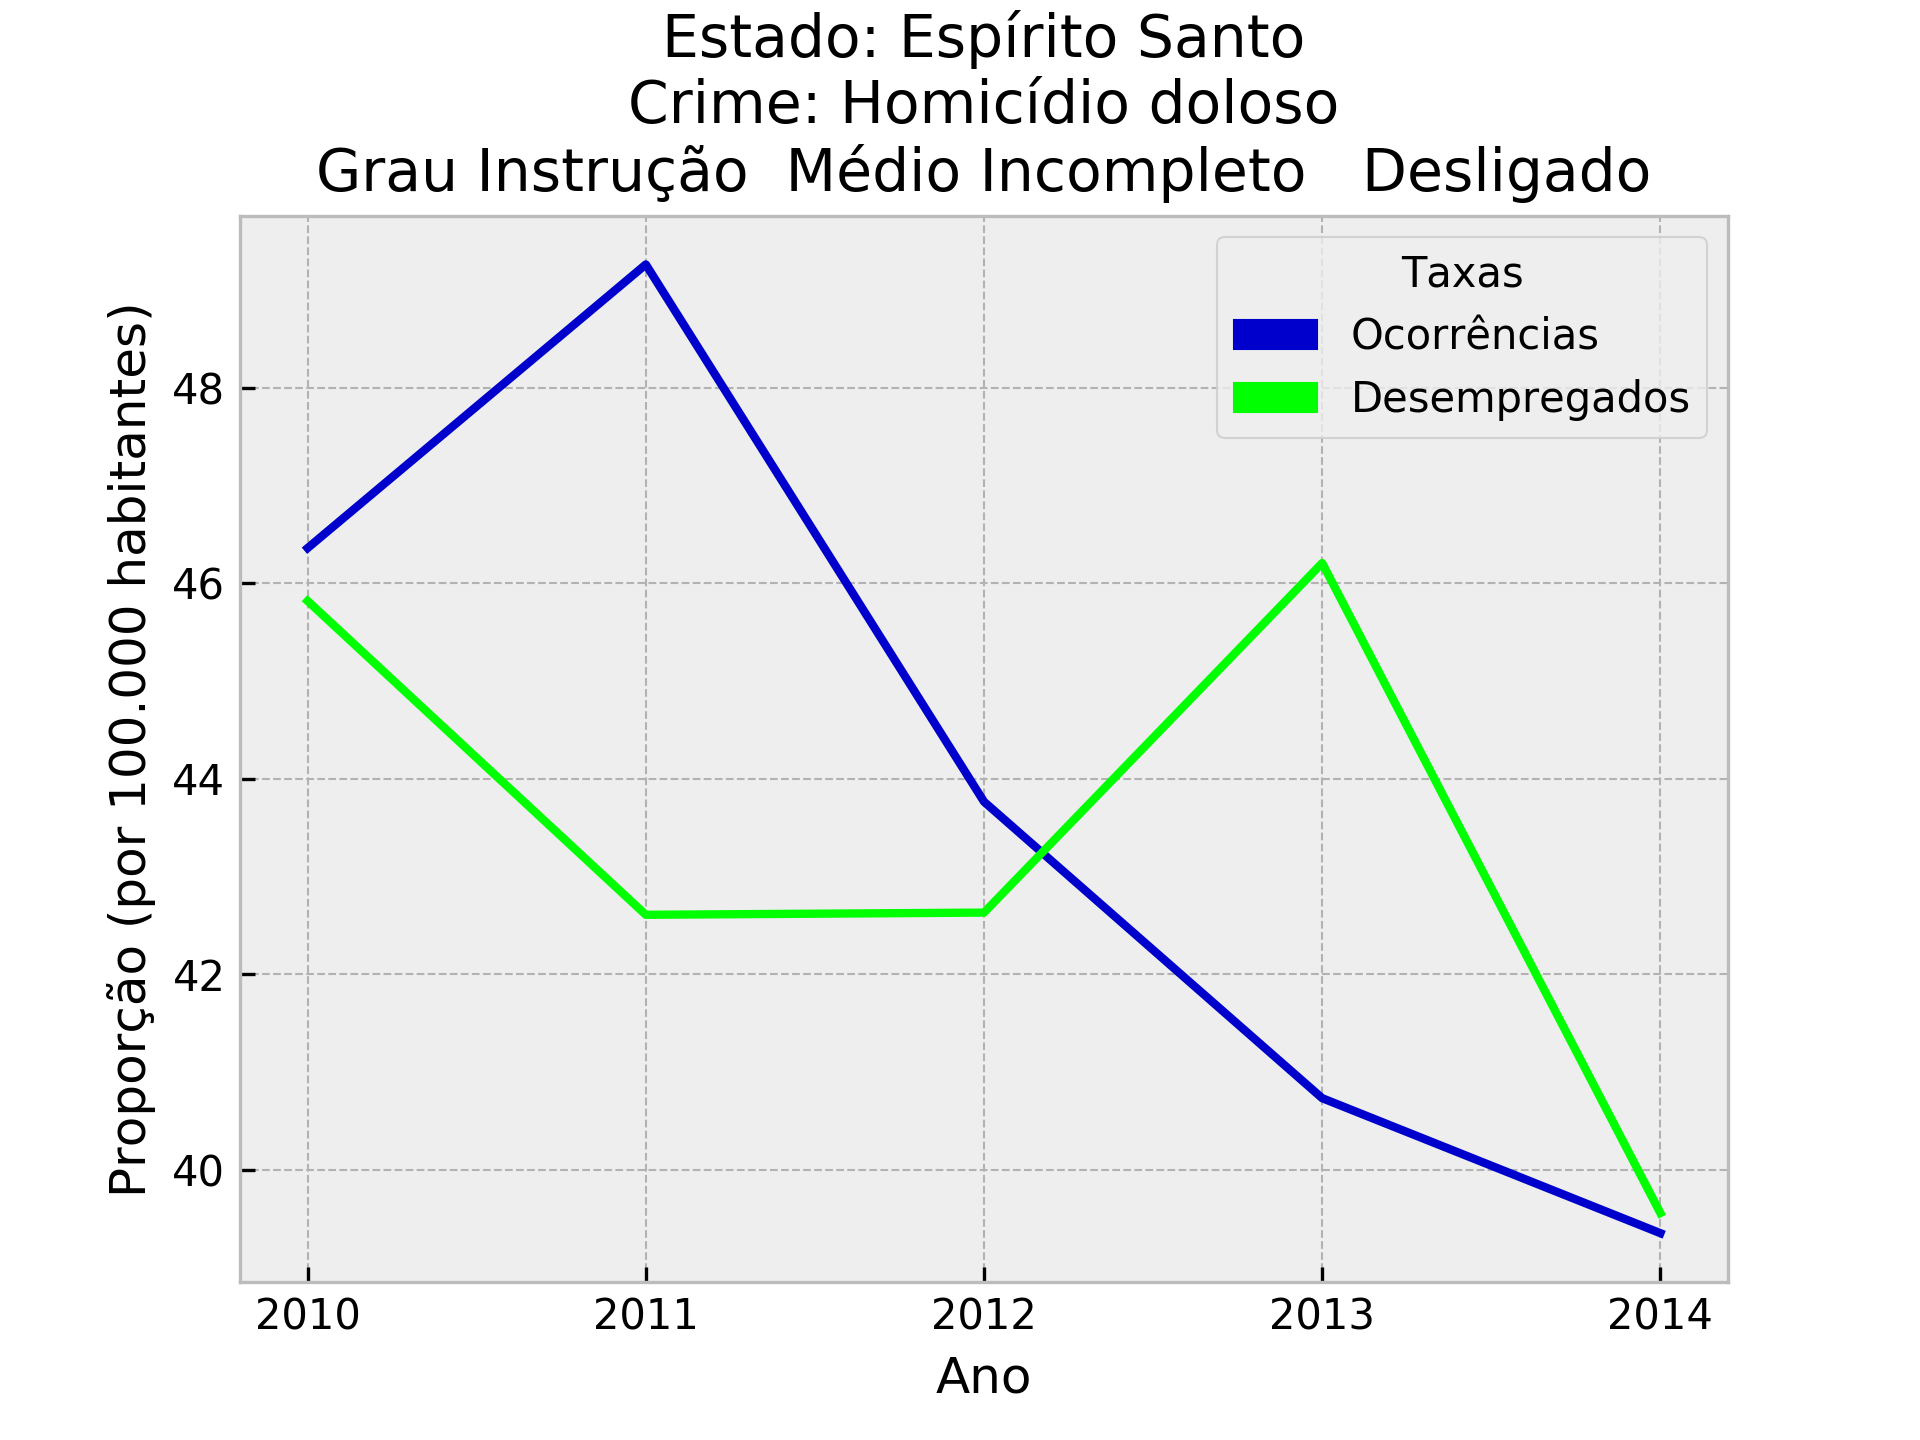 Estado: Espírito Santo
Crime: Homicídio doloso
Grau Instrução  Médio Incompleto   Desligado
Taxas
Ocorrências
Desempregados
Proporção (por 100.000 habitantes)
48
46
44
42
40
2010 2011 2012 2013 2014
Ano